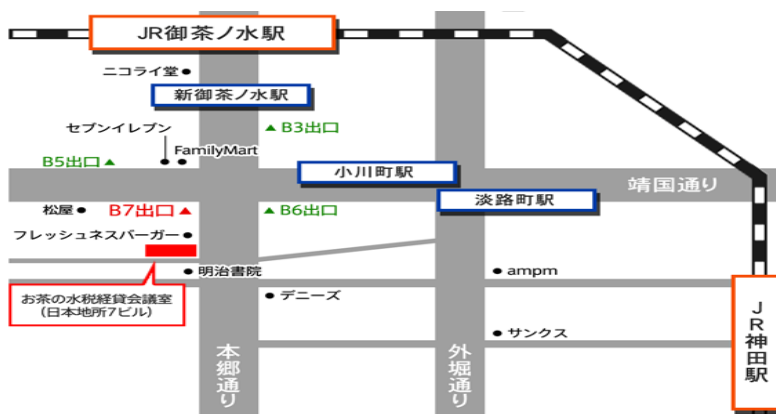 JR御茶ノ水駅
ニコライ堂
新御茶ノ水駅
セブンイレブン
B3出口
FamilyMart
B5出口
小川町駅
靖国通り
淡路町駅
松屋
B7出口
B6出口
フレッシュネスバーガー
明治書院
ampm
お茶の水税経貸会議室
(日本地所7ビル)
デニーズ
サンクス
本郷通り
外堀通り
JR神田駅